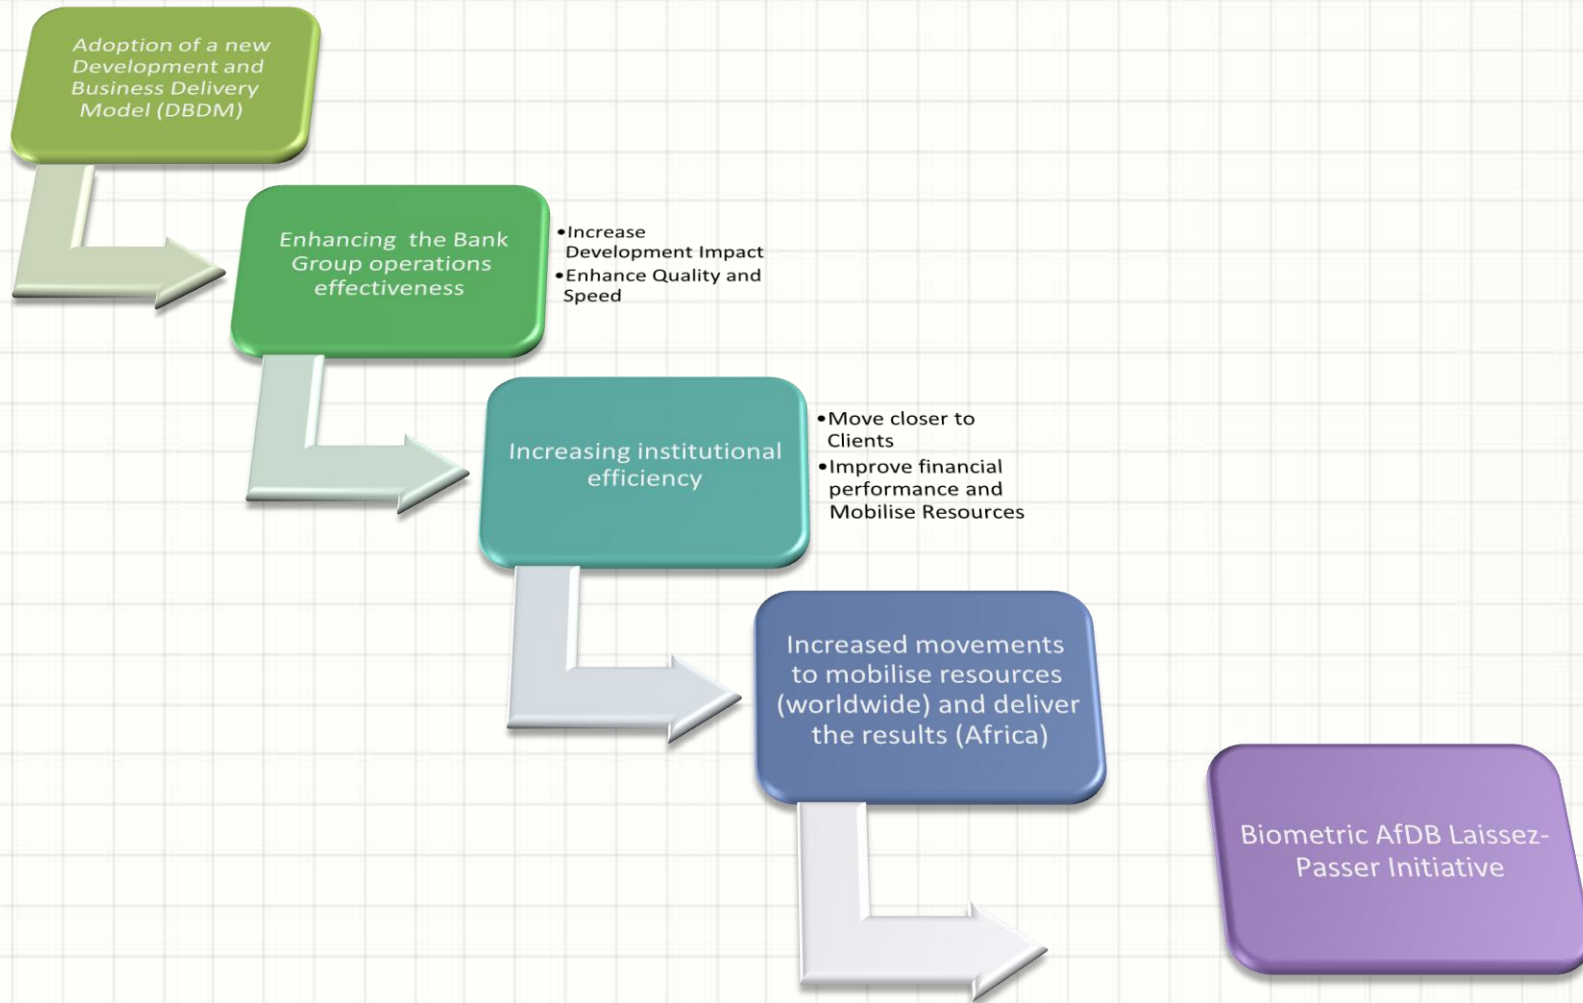 Adoption of a new
Development and
Business Delivery
Model (DBDM)
Enhancing the Bank
Group operations
effectiveness
•Increase
Development Impact
•Enhance Quality and
Speed
Increasing institutional
efficiency
•Move closer to
Clients
•Improve financial
performance and
Mobilise Resources
Increased movements
to mobilise resources
(worldwide) and deliver
the results (Africa)
Biometric AfDB Laissez-
Passer Initiative